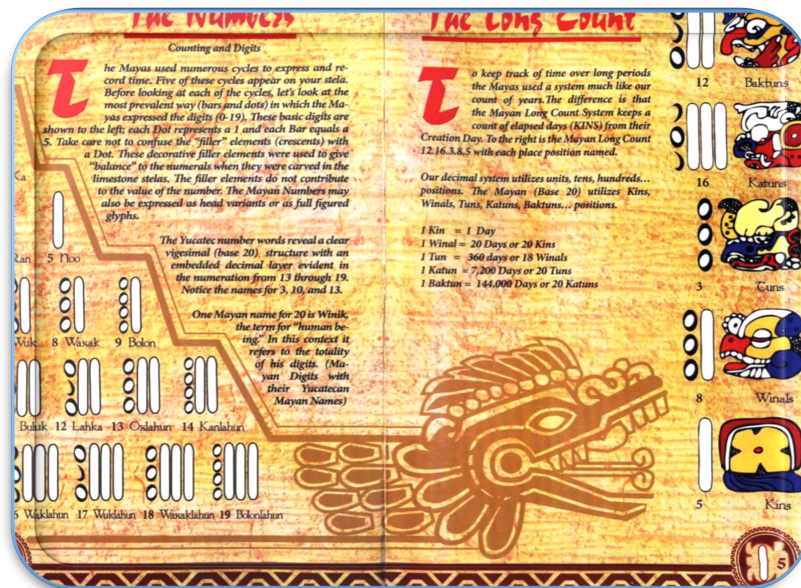 The Numbers
Counting and Digits
The Mayas used numerous cycles to express and re-
cord time. Five of these cycles appear on your stela.
Before looking at each of the cycles, let's look at the
most prevalent way (bars and dots) in which the Ma-
yas expressed the digits (0-19). These basic digits are
shown to the left; each Dot represents a 1 and each Bar equals a
5. Take care not to confuse the "filler" elements (crescents) with
a Dot. These decorative filler elements were used to give
"balance" to the numerals when they were carved in the
limestone stelas. The filler elements do not contribute
to the value of the number. The Mayan Numbers may
also be expressed as head variants or as full figured
glyphs.
The Yucatec number words reveal a clear
vigesimal (base 20) structure with an
embedded decimal layer evident in
the numeration from 13 through 19.
Notice the names for 3, 10, and 13.
One Mayan name for 20 is Winik,
the term for "human be-
ing." In this context it
refers to the totality
of his digits. (Ma-
yan Digits with
their Yucatecan
Mayan Names)
5 Hoo
8 Waxak 9 Bolon
Buluk 12 Lahka 13 Oxlahun 14 Kanlahun
Waklahun 17 Wuklahun 18 Waxaklahun 19 Bolonlahun
The Long Count
To keep track of time over long periods
the Mayas used a system much like our
count of years. The difference is that
the Mayan Long Count System keeps a
count of elapsed days (KINS) from their
Creation Day. To the right is the Mayan Long Count
12.16.3.8.5 with each place position named.
Our decimal system utilizes units, tens, hundreds...
positions. The Mayan (Base 20) utilizes Kins,
Winals, Tuns, Katuns, Baktuns... positions.
1 Kin = 1 Day
1 Winal = 20 Days or 20 Kins
1 Tun = 360 days or 18 Winals
1 Katun = 7,200 Days or 20 Tuns
1 Baktun = 144,000 Days or 20 Katuns
12 Baktuns
16 Katuns
3 Tuns
8 Winals
5 Kins
5